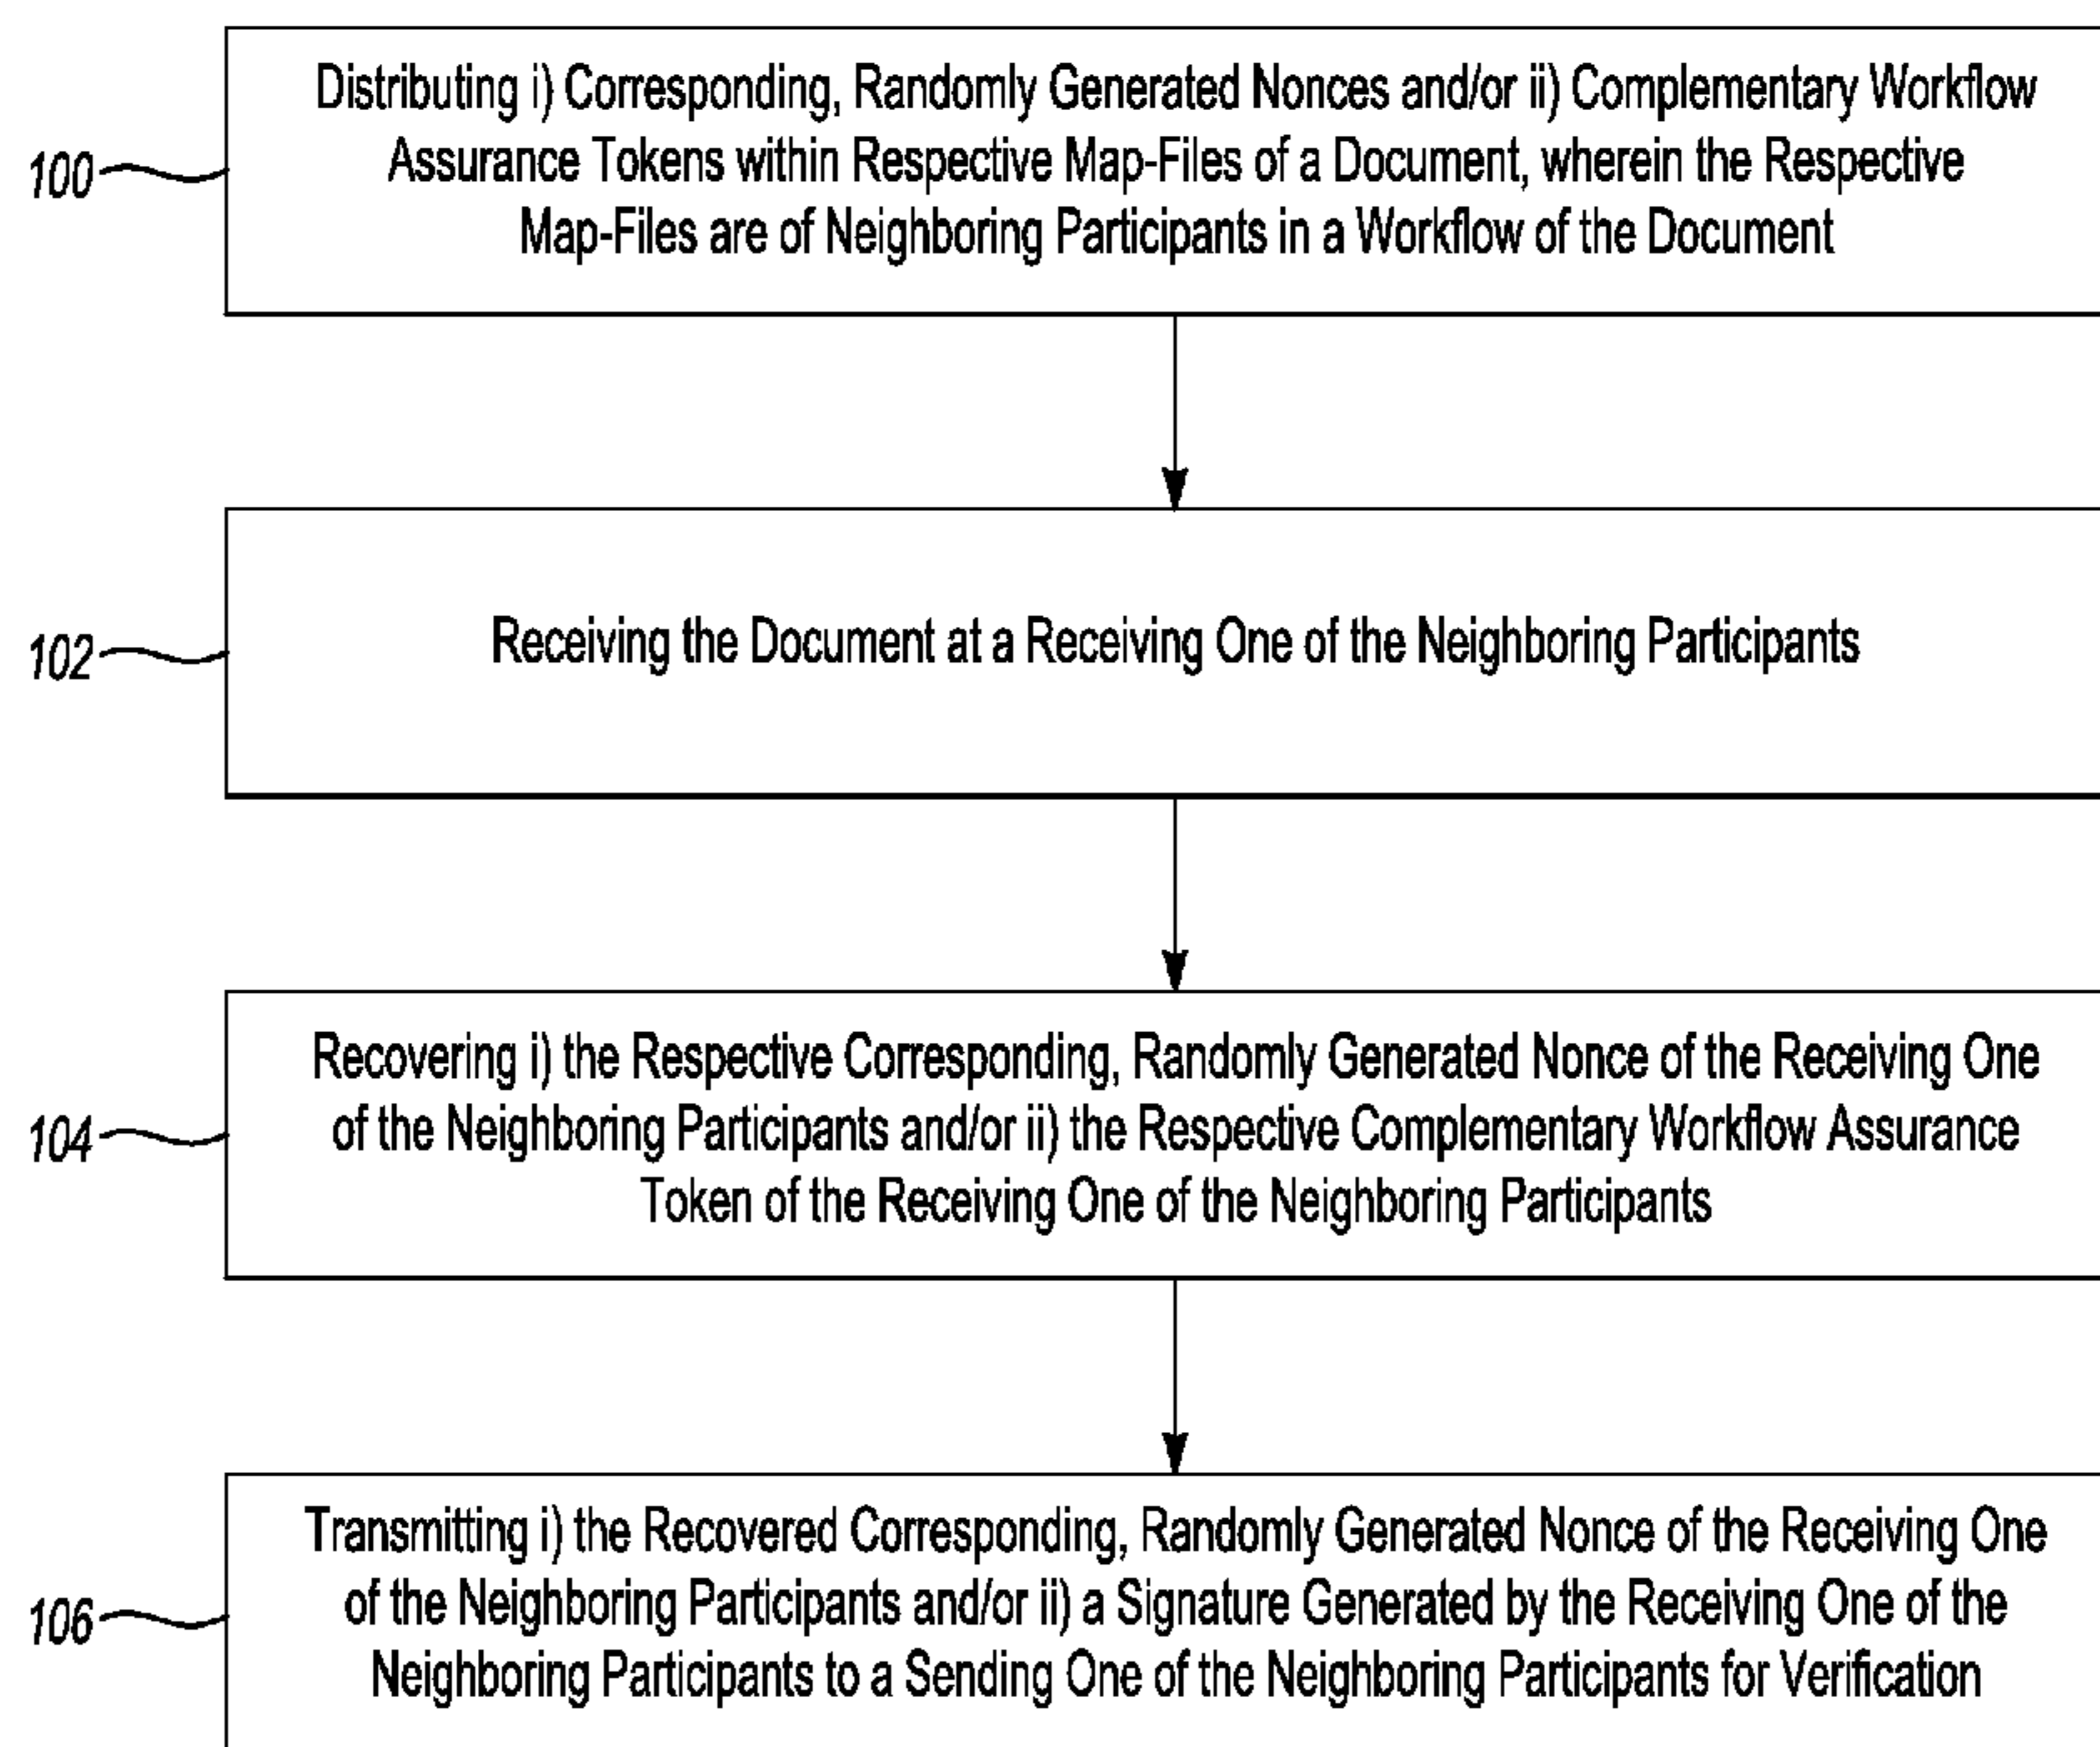 Distributing i) Corresponding, Randomly Generated Nonces and/or ii) Complementary Workflow
Assurance Tokens within Respective Map-Files of a Document, wherein the Respective
Map-Files are of Neighboring Participants in a Workflow of the Document
100
Receiving the Document at a Receiving One of the Neighboring Participants
102
Recovering i) the Respective Corresponding, Randomly Generated Nonce of the Receiving One
of the Neighboring Participants and/or ii) the Respective Complementary Workflow Assurance
Token of the Receiving One of the Neighboring Participants
104
Transmitting i) the Recovered Corresponding, Randomly Generated Nonce of the Receiving One
of the Neighboring Participants and/or ii) a Signature Generated by the Receiving One of the
Neighboring Participants to a Sending One of the Neighboring Participants for Verification
106